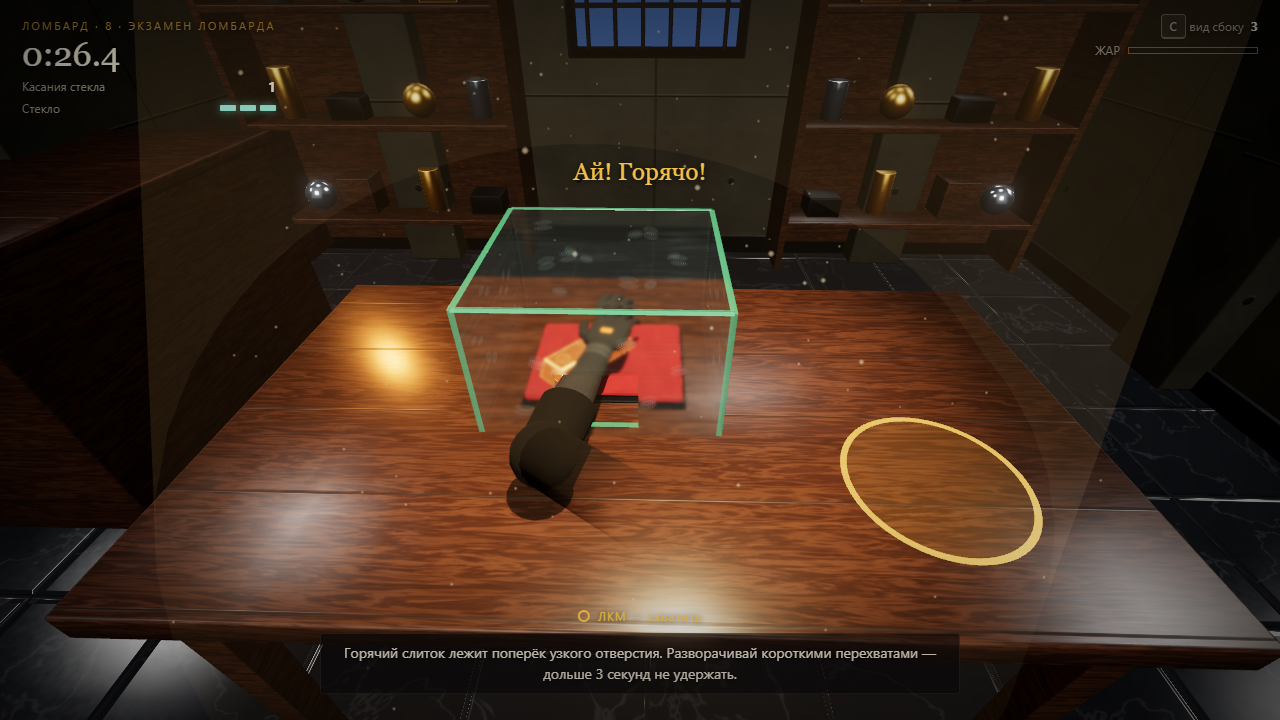 ЛОМБАРД · 8 · ЭКЗАМЕН ЛОМБАРДА
0:26.4
Касания стекла 1
Стекло
C вид сбоку 3
ЖАР
Ай! Горячо!
ЛКМ
Горячий слиток лежит поперёк узкого отверстия. Разворачивай короткими перехватами —
дольше 3 секунд не удержать.